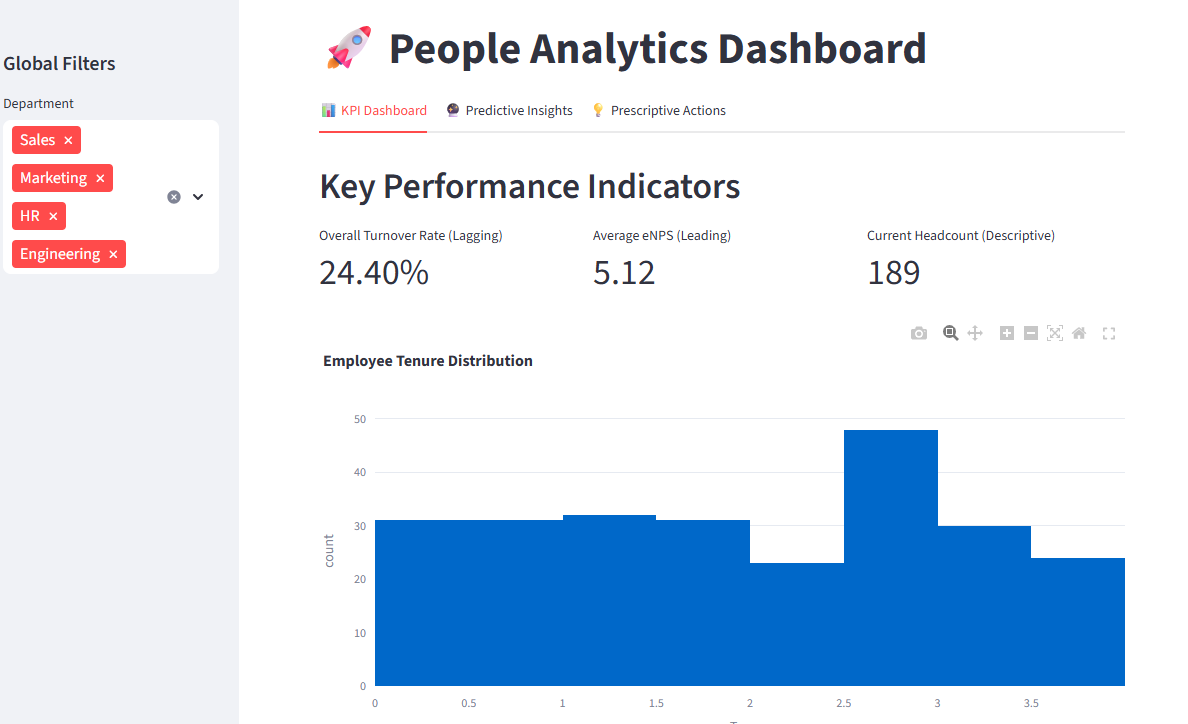 🚀 People Analytics Dashboard
Global Filters
Department
Sales ×
Marketing ×
HR ×
Engineering ×
📊 KPI Dashboard 🔮 Predictive Insights 💡 Prescriptive Actions
Key Performance Indicators
Overall Turnover Rate (Lagging) Average eNPS (Leading) Current Headcount (Descriptive)
24.40% 5.12 189
Employee Tenure Distribution
50
40
30
20
10
0
count
0 0.5 1 1.5 2 2.5 3 3.5